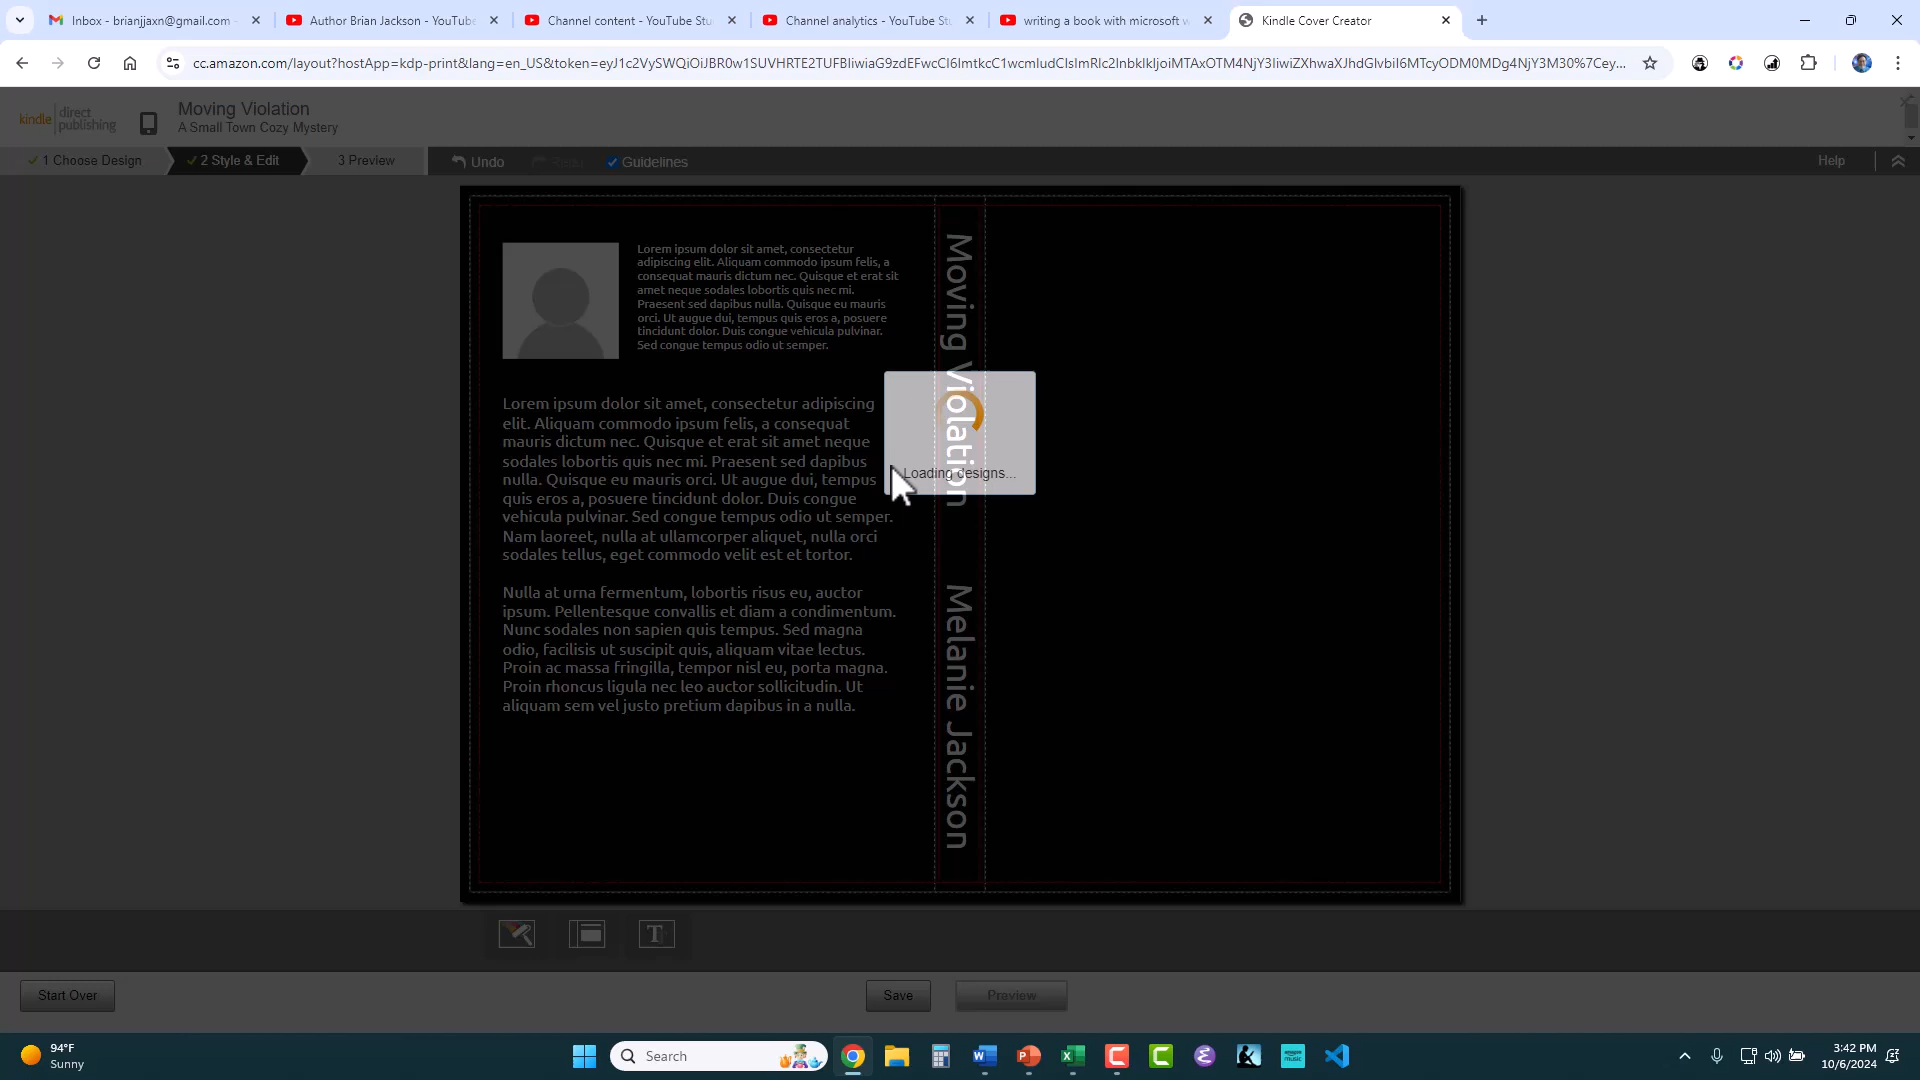 Inbox - brianjjaxn@gmail.com
Author Brian Jackson - YouTube
Channel content - YouTube Stu
Channel analytics - YouTube Stu
writing a book with microsoft w
Kindle Cover Creator
cc.amazon.com/layout?hostApp=kdp-print&lang=en_US&token=
kindle direct publishing
Moving Violation
A Small Town Cozy Mystery
1 Choose Design
2 Style & Edit
3 Preview
Undo
Redo
Guidelines
Help
Lorem ipsum dolor sit amet, consectetur
adipiscing elit. Aliquam commodo ipsum felis, a
consequat mauris dictum nec. Quisque et erat sit
amet neque sodales lobortis quis nec mi.
Praesent sed dapibus nulla. Quisque eu mauris
orci. Ut augue dui, tempus quis eros a, posuere
tincidunt dolor. Duis congue vehicula pulvinar.
Sed congue tempus odio ut semper.
Lorem ipsum dolor sit amet, consectetur adipiscing
elit. Aliquam commodo ipsum felis, a consequat
mauris dictum nec. Quisque et erat sit amet neque
sodales lobortis quis nec mi. Praesent sed dapibus
nulla. Quisque eu mauris orci. Ut augue dui, tempus
quis eros a, posuere tincidunt dolor. Duis congue
vehicula pulvinar. Sed congue tempus odio ut semper.
Nam laoreet, nulla at ullamcorper aliquet, nulla orci
sodales tellus, eget commodo velit est et tortor.
Nulla at urna fermentum, lobortis risus eu, auctor
ipsum. Pellentesque convallis et diam a condimentum.
Nunc sodales non sapien quis tempus. Sed magna
odio, facilisis ut suscipit quis, aliquam vitae lectus.
Proin ac massa fringilla, tempor nisl eu, porta magna.
Proin rhoncus ligula nec leo auctor sollicitudin. Ut
aliquam sem vel justo pretium dapibus in a nulla.
Moving Violation
Melanie Jackson
Loading designs...
T
Start Over
Save
Preview
94°F
Sunny
Search
3:42 PM
10/6/2024